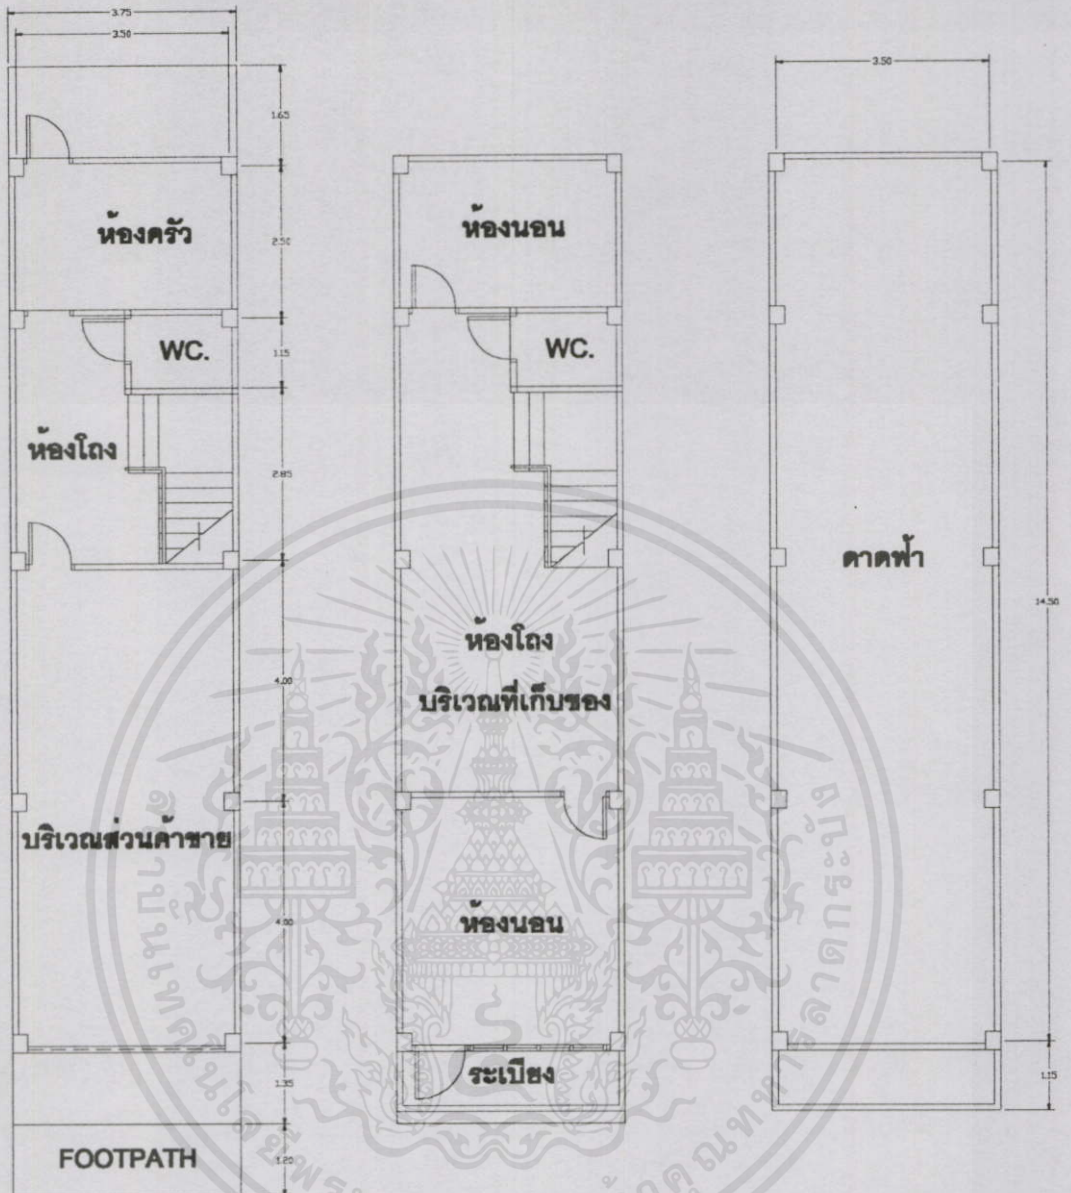 3.75
3.50
1.65
ห้องครัว
2.50
WC.
1.15
ห้องโถง
2.85
4.00
บริเวณส่วนค้าขาย
4.00
1.35
FOOTPATH
1.20
ห้องนอน
WC.
ห้องโถง
บริเวณที่เก็บของ
ห้องนอน
ระเบียง
3.50
ดาดฟ้า
14.50
1.15